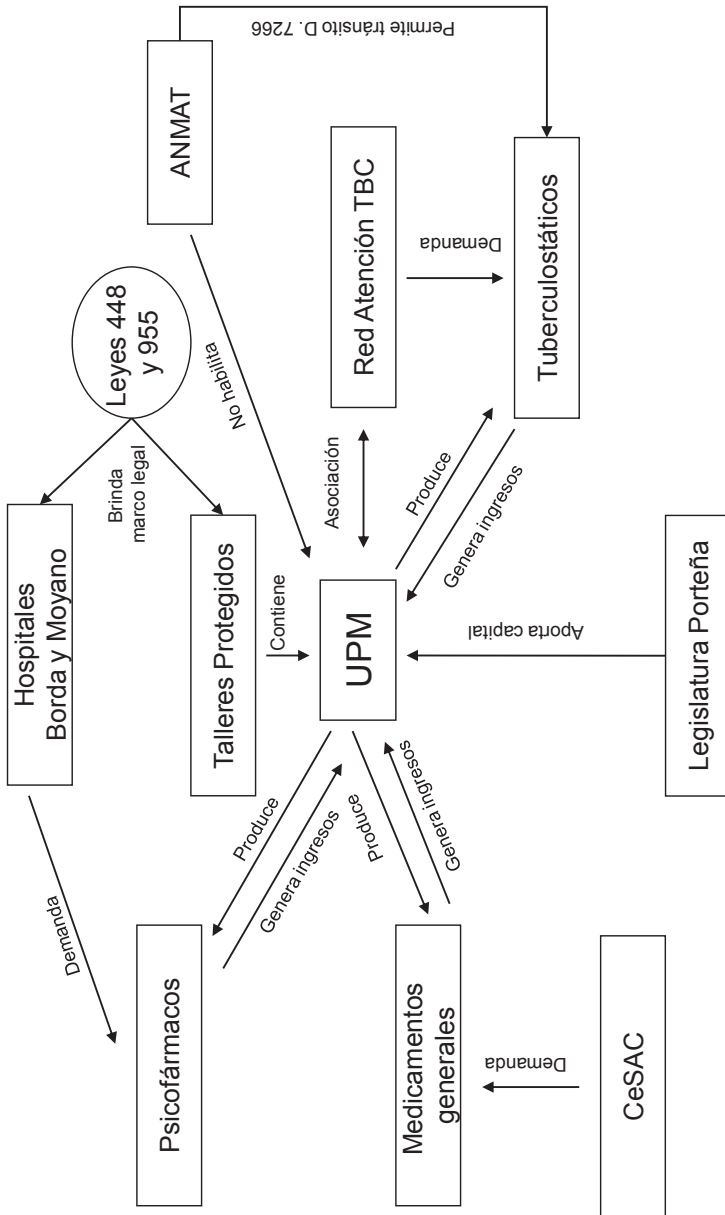 Hospitales
Borda y Moyano
Leyes 448
y 955
ANMAT
Demanda
Brinda
marco legal
No habilita
Permite tránsito D. 7266
Psicofármacos
Talleres Protegidos
Red Atención TBC
Produce
Genera ingresos
Contiene
Asociación
Demanda
UPM
Produce
Genera ingresos
Produce
Genera ingresos
Tuberculostáticos
Medicamentos
generales
Aporta capital
Demanda
CeSAC
Legislatura Porteña